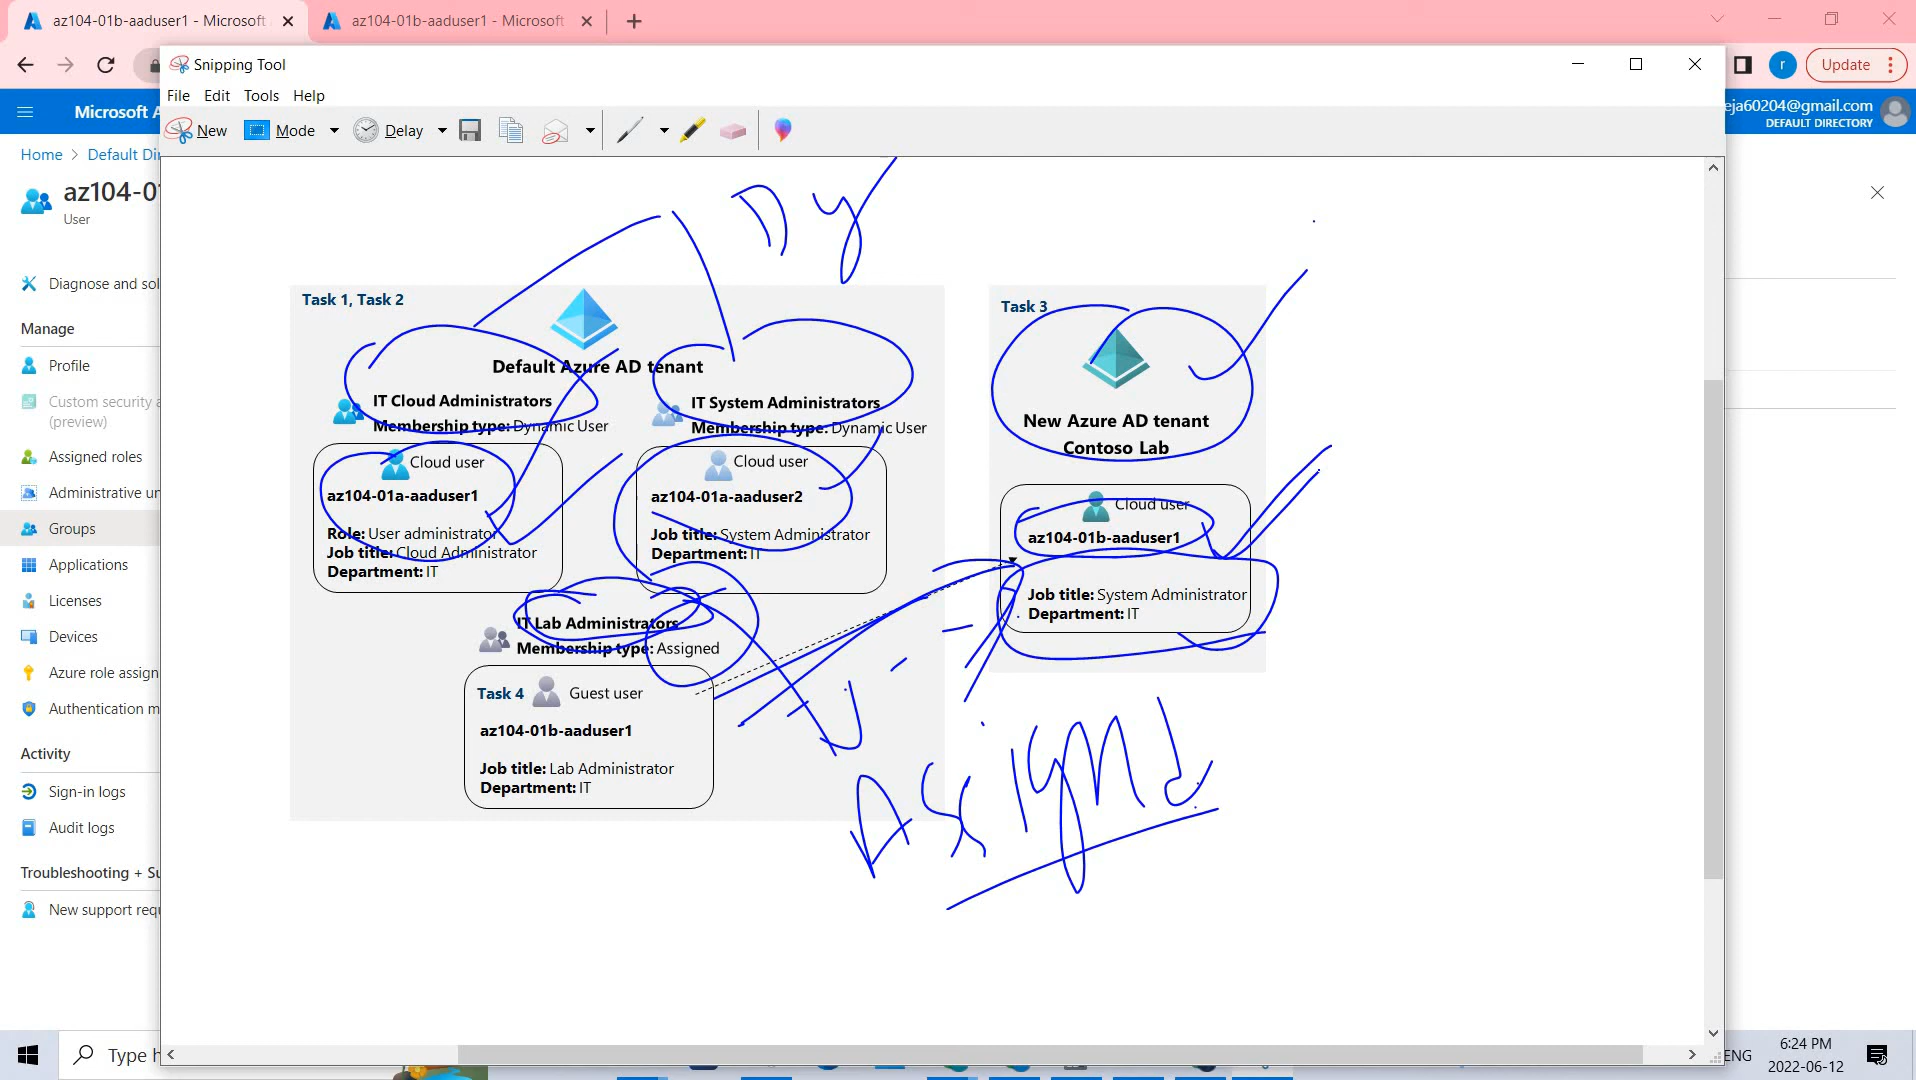 az104-01b-aaduser1 - Microsoft
az104-01b-aaduser1 - Microsoft
Update
Microsoft A
eja60204@gmail.com
DEFAULT DIRECTORY
Home > Default Di
az104-0
User
Diagnose and sol
Manage
Profile
Custom security a
(preview)
Assigned roles
Administrative un
Groups
Applications
Licenses
Devices
Azure role assign
Authentication m
Activity
Sign-in logs
Audit logs
Troubleshooting + Su
New support requ
Snipping Tool
File Edit Tools Help
New Mode Delay
Dy
Task 1, Task 2
Default Azure AD tenant
IT Cloud Administrators
Membership type: Dynamic User
Cloud user
az104-01a-aaduser1
Role: User administrator
Job title: Cloud Administrator
Department: IT
IT System Administrators
Membership type: Dynamic User
Cloud user
az104-01a-aaduser2
Job title: System Administrator
Department: IT
IT Lab Administrators
Membership type: Assigned
Task 4 Guest user
az104-01b-aaduser1
Job title: Lab Administrator
Department: IT
Task 3
New Azure AD tenant
Contoso Lab
Cloud user
az104-01b-aaduser1
Job title: System Administrator
Department: IT
Assignd
Type h
ENG
6:24 PM
2022-06-12